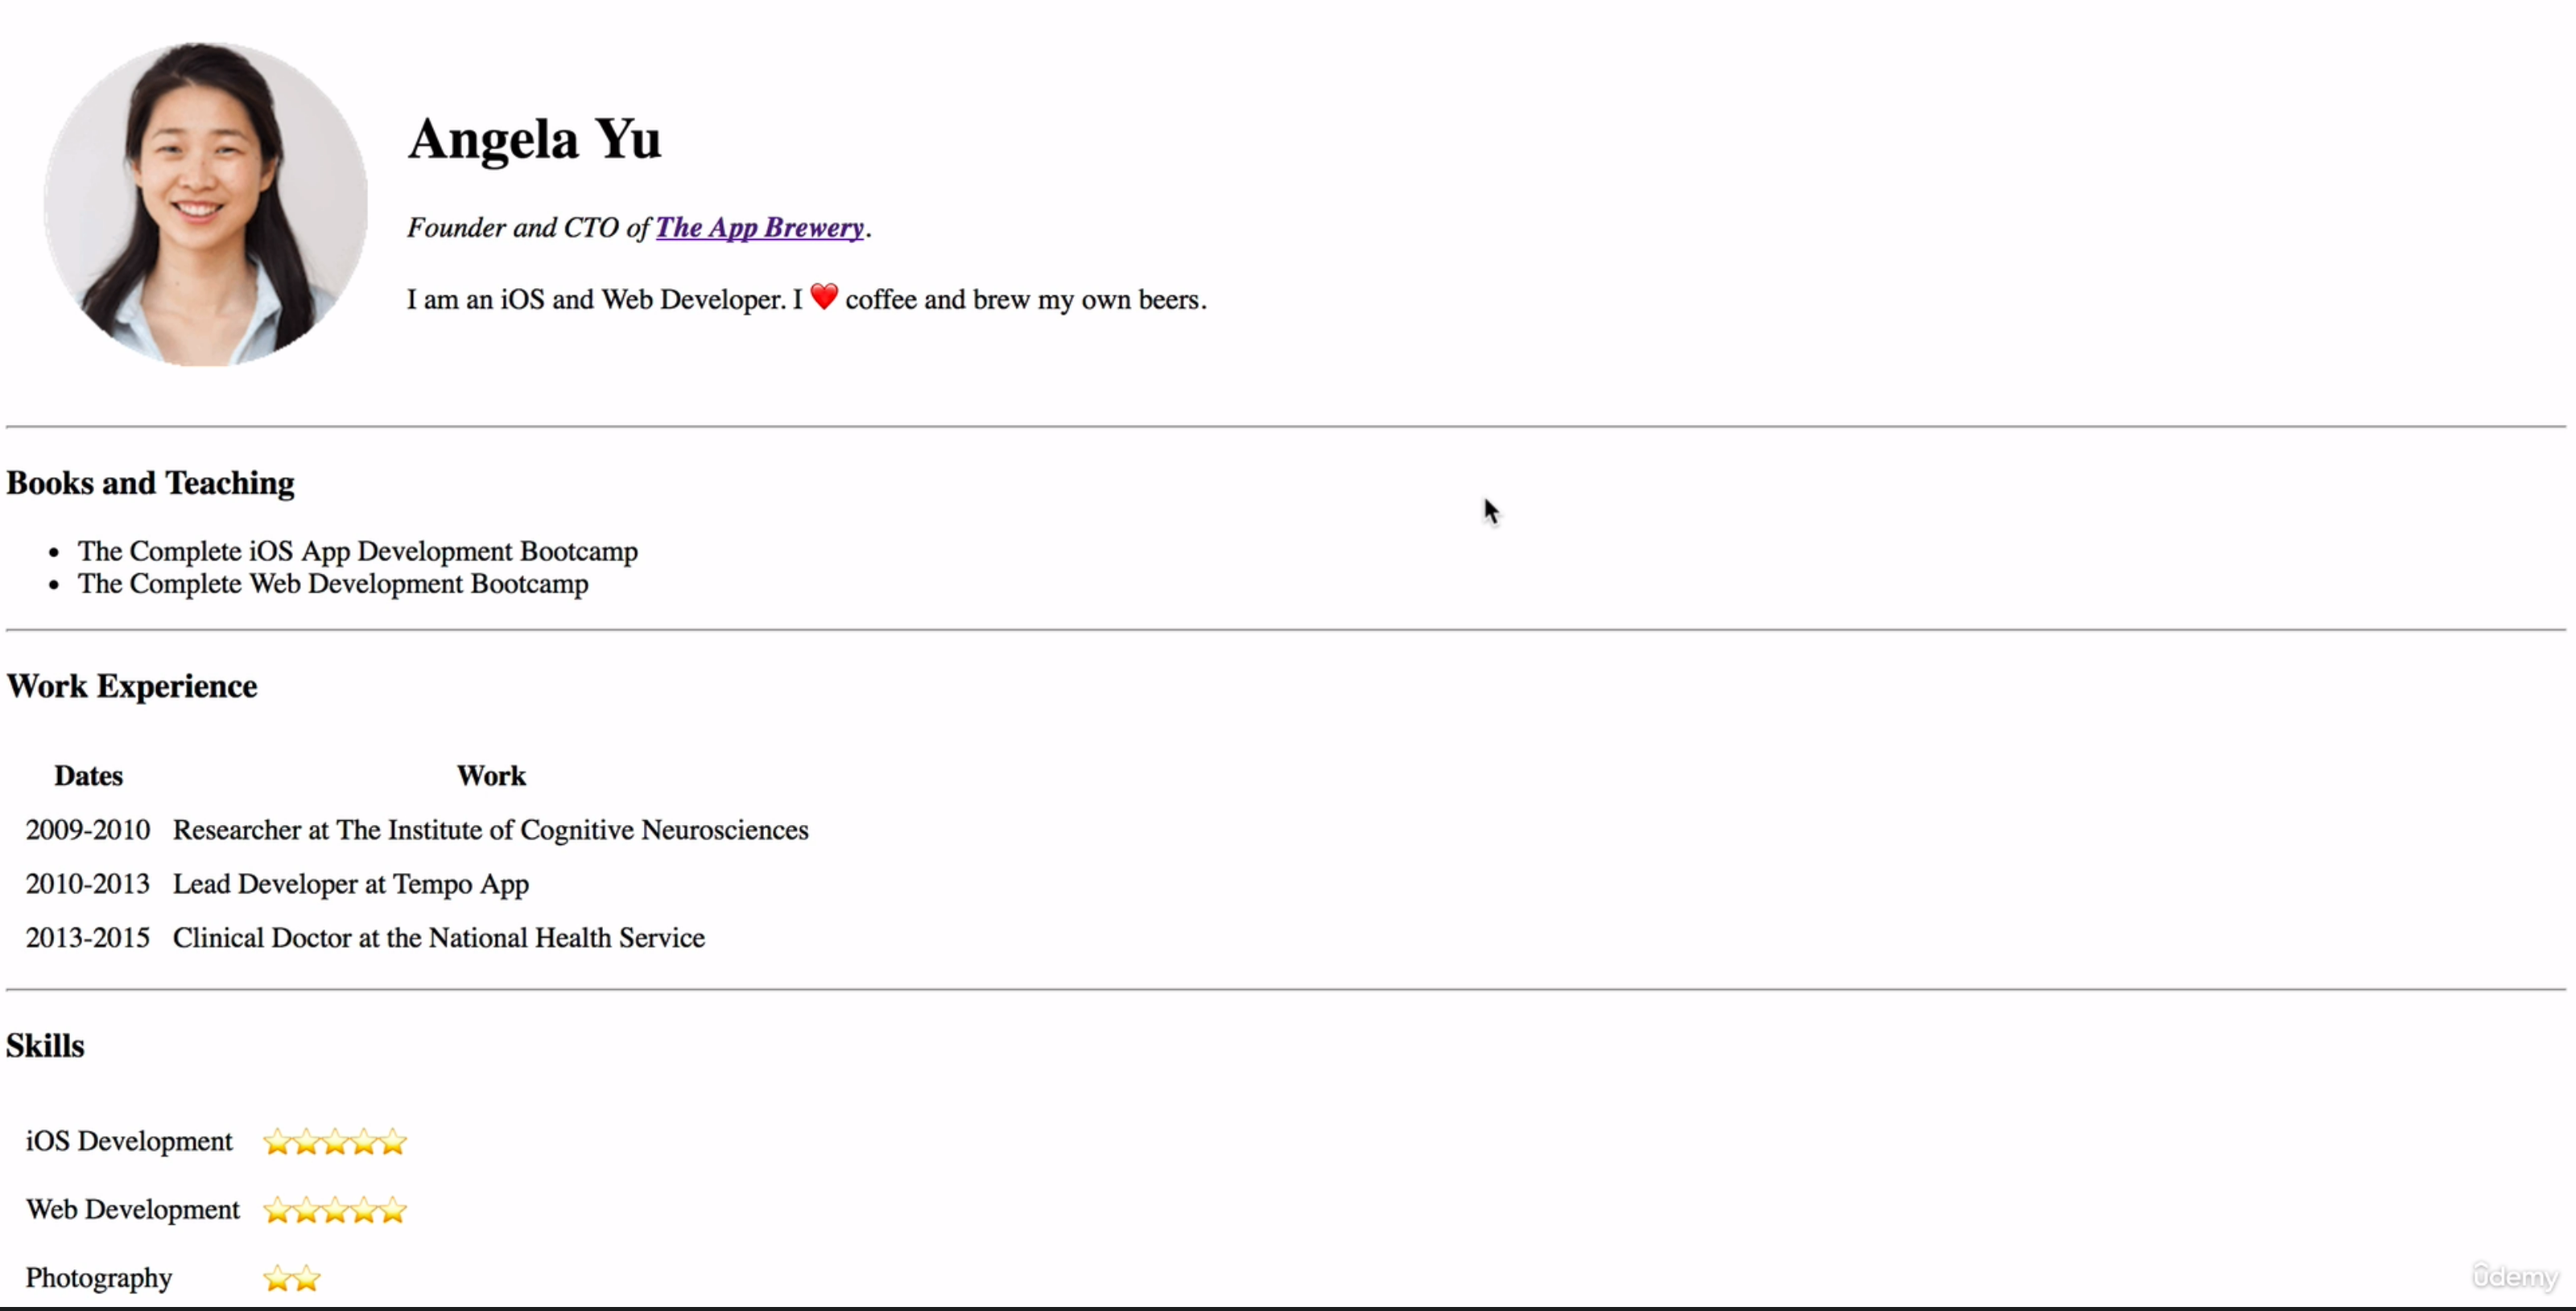 Angela Yu
Founder and CTO of The App Brewery.
I am an iOS and Web Developer. I ❤️ coffee and brew my own beers.
Books and Teaching
• The Complete iOS App Development Bootcamp
• The Complete Web Development Bootcamp
Work Experience
Dates Work
2009-2010 Researcher at The Institute of Cognitive Neurosciences
2010-2013 Lead Developer at Tempo App
2013-2015 Clinical Doctor at the National Health Service
Skills
iOS Development ⭐⭐⭐⭐⭐
Web Development ⭐⭐⭐⭐⭐
Photography ⭐⭐
ûdemy